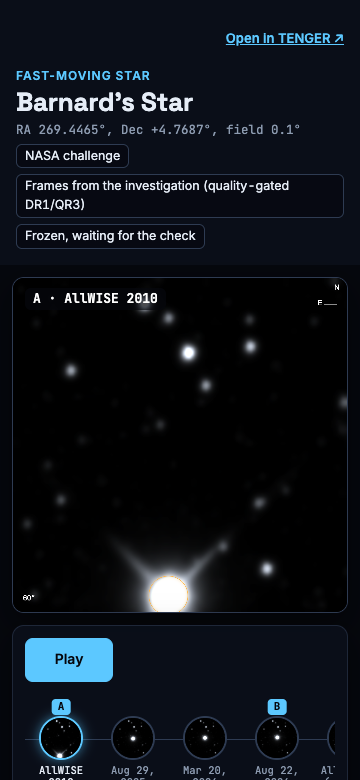 Open in TENGER ↗
FAST-MOVING STAR
Barnard's Star
RA 269.4465°, Dec +4.7687°, field 0.1°
NASA challenge
Frames from the investigation (quality-gated
DR1/QR3)
Frozen, waiting for the check
A · AllWISE 2010
N
E
60"
Play
A
B
AllWISE
Aug 29,
Mar 20,
Aug 22,